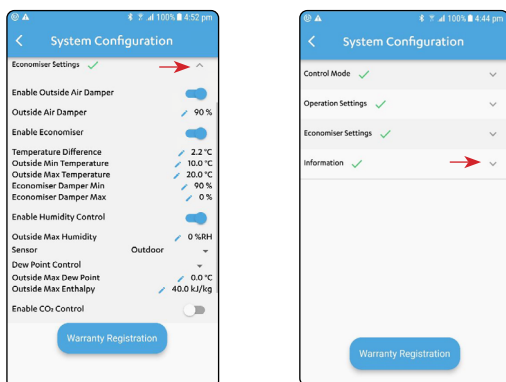 100% 4:52 pm
System Configuration
Economiser Settings
Enable Outside Air Damper
Outside Air Damper 90 %
Enable Economiser
Temperature Difference 2.2 °C
Outside Min Temperature 10.0 °C
Outside Max Temperature 20.0 °C
Economiser Damper Min 90 %
Economiser Damper Max 0 %
Enable Humidity Control
Outside Max Humidity 0 %RH
Sensor Outdoor
Dew Point Control
Outside Max Dew Point 0.0 °C
Outside Max Enthalpy 40.0 kJ/kg
Enable CO₂ Control
Warranty Registration
100% 4:44 pm
System Configuration
Control Mode
Operation Settings
Economiser Settings
Information
Warranty Registration